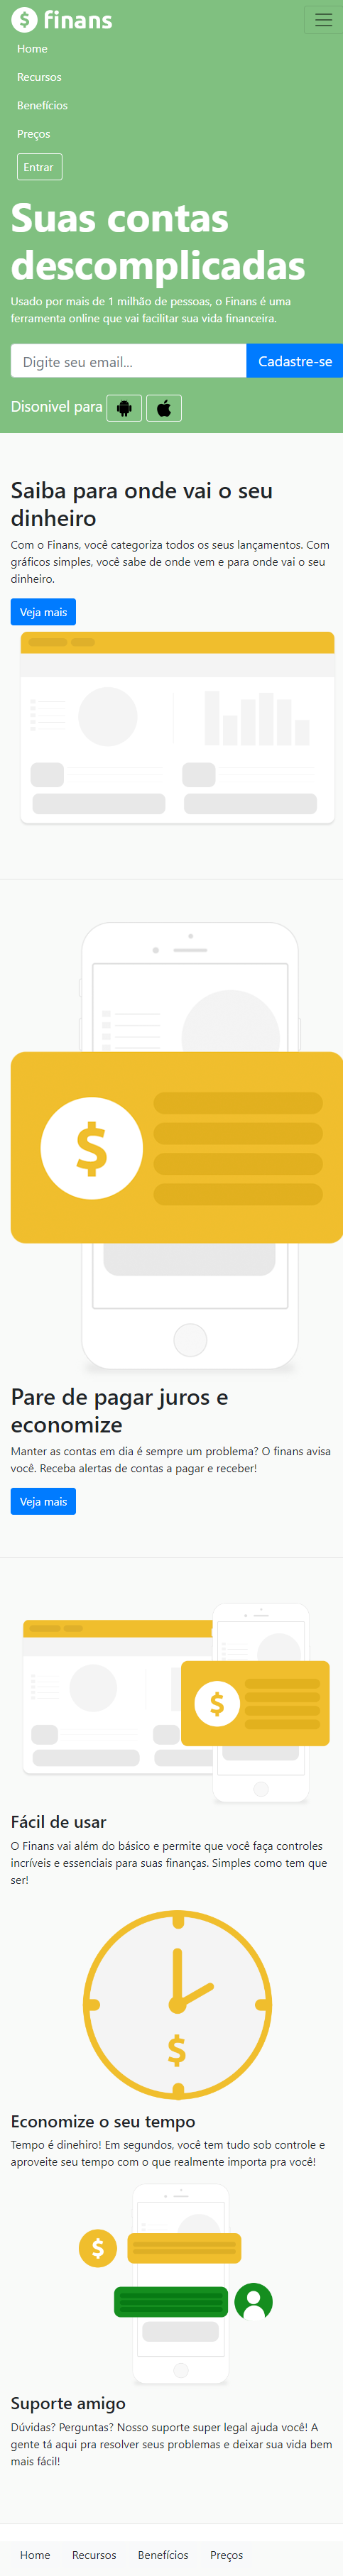 $ finans
Home
Recursos
Benefícios
Preços
Entrar
Suas contas
descomplicadas
Usado por mais de 1 milhão de pessoas, o Finans é uma
ferramenta online que vai facilitar sua vida financeira.
Digite seu email... Cadastre-se
Disonivel para
Saiba para onde vai o seu
dinheiro
Com o Finans, você categoriza todos os seus lançamentos. Com
gráficos simples, você sabe de onde vem e para onde vai o seu
dinheiro.
Veja mais
$
Pare de pagar juros e
economize
Manter as contas em dia é sempre um problema? O finans avisa
você. Receba alertas de contas a pagar e receber!
Veja mais
$
Fácil de usar
O Finans vai além do básico e permite que você faça controles
incríveis e essenciais para suas finanças. Simples como tem que
ser!
$
Economize o seu tempo
Tempo é dinehiro! Em segundos, você tem tudo sob controle e
aproveite seu tempo com o que realmente importa pra você!
$
Suporte amigo
Dúvidas? Perguntas? Nosso suporte super legal ajuda você! A
gente tá aqui pra resolver seus problemas e deixar sua vida bem
mais fácil!
Home Recursos Benefícios Preços